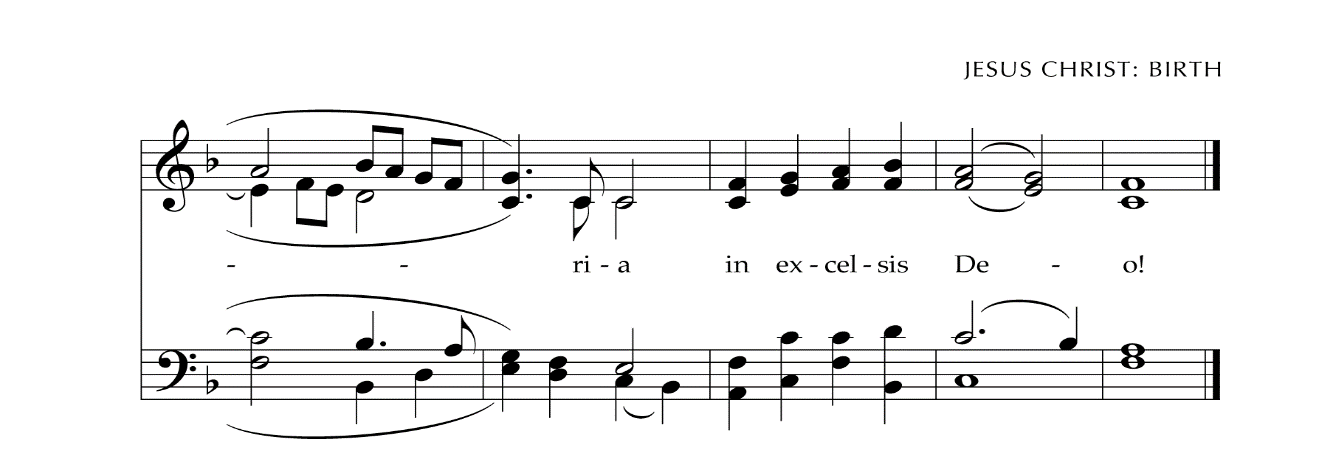 JESUS CHRIST: BIRTH
- - ri - a in ex - cel - sis De - o!